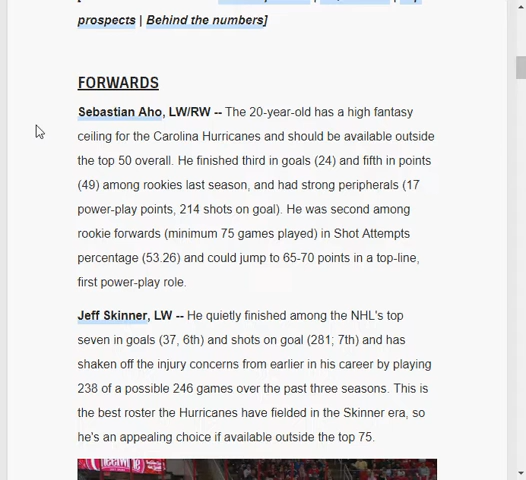 prospects | Behind the numbers]
FORWARDS
Sebastian Aho, LW/RW -- The 20-year-old has a high fantasy
ceiling for the Carolina Hurricanes and should be available outside
the top 50 overall. He finished third in goals (24) and fifth in points
(49) among rookies last season, and had strong peripherals (17
power-play points, 214 shots on goal). He was second among
rookie forwards (minimum 75 games played) in Shot Attempts
percentage (53.26) and could jump to 65-70 points in a top-line,
first power-play role.
Jeff Skinner, LW -- He quietly finished among the NHL's top
seven in goals (37, 6th) and shots on goal (281; 7th) and has
shaken off the injury concerns from earlier in his career by playing
238 of a possible 246 games over the past three seasons. This is
the best roster the Hurricanes have fielded in the Skinner era, so
he's an appealing choice if available outside the top 75.